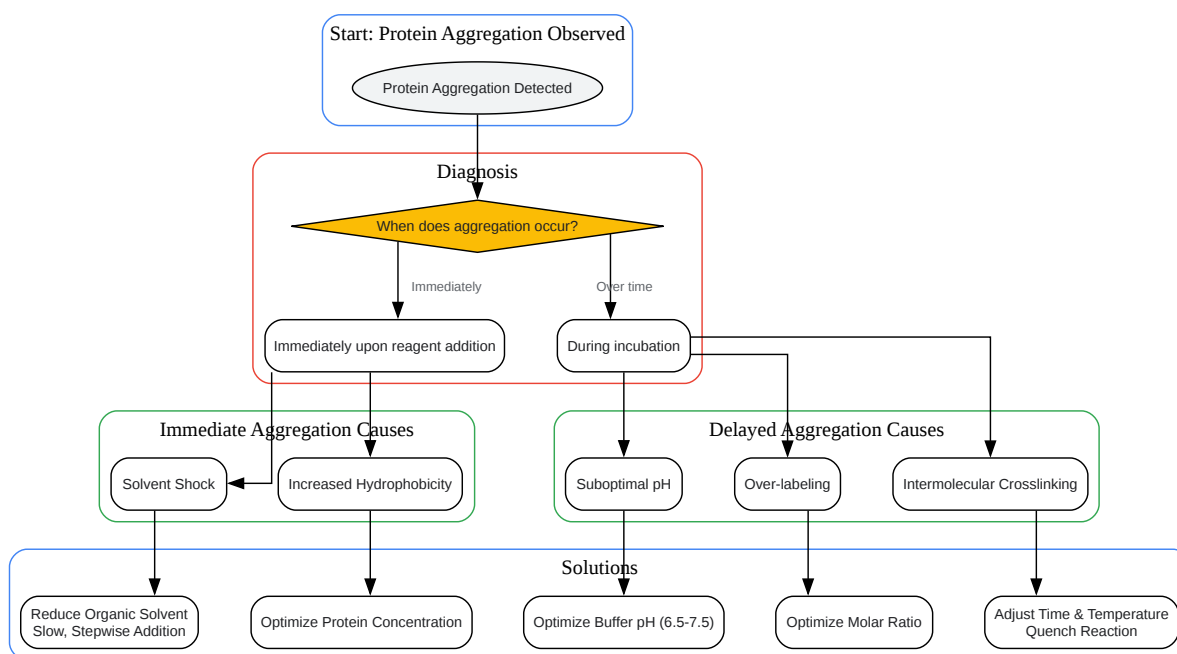 Start: Protein Aggregation Observed
Protein Aggregation Detected
Diagnosis
When does aggregation occur?
Immediately
Over time
Immediately upon reagent addition
During incubation
Immediate Aggregation Causes
Delayed Aggregation Causes
Solvent Shock
Increased Hydrophobicity
Suboptimal pH
Over-labeling
Intermolecular Crosslinking
Solutions
Reduce Organic Solvent
Slow, Stepwise Addition
Optimize Protein Concentration
Optimize Buffer pH (6.5-7.5)
Optimize Molar Ratio
Adjust Time & Temperature
Quench Reaction